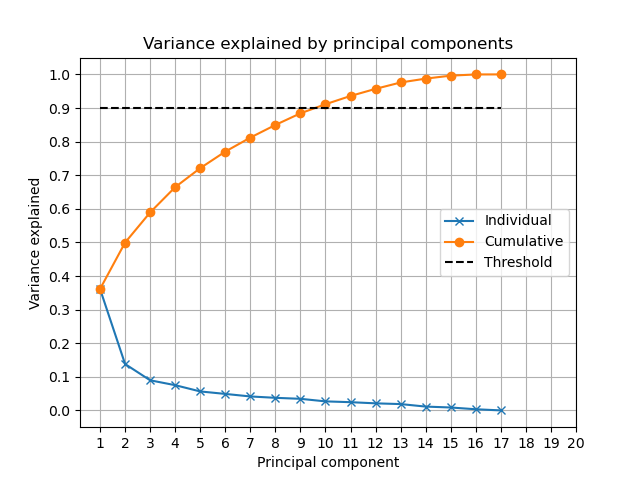 Variance explained by principal components
Variance explained
1.0
0.9
0.8
0.7
0.6
0.5
0.4
0.3
0.2
0.1
0.0
Individual
Cumulative
Threshold
1 2 3 4 5 6 7 8 9 10 11 12 13 14 15 16 17 18 19 20
Principal component